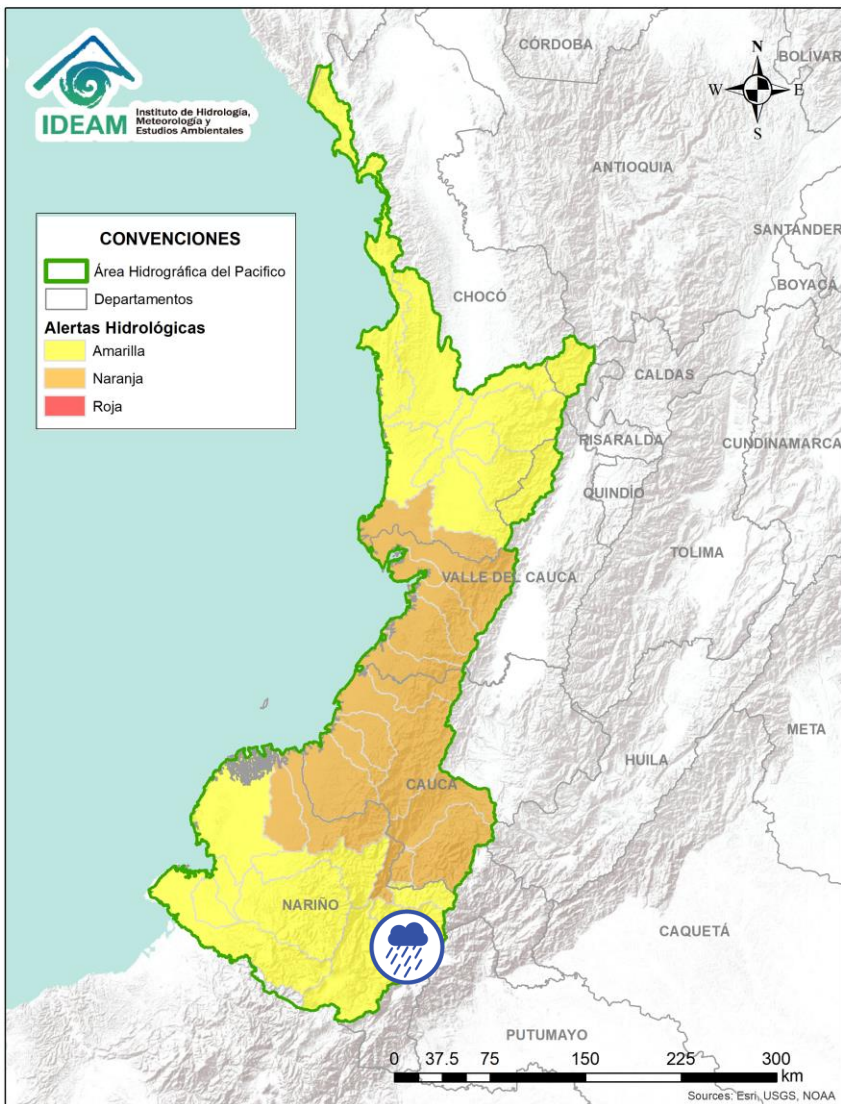 IDEAM
Instituto de Hidrología,
Meteorología y
Estudios Ambientales
CÓRDOBA
BOLÍVAR
N
W
E
S
ANTIOQUIA
SANTANDER
BOYACÁ
CONVENCIONES
Área Hidrográfica del Pacifico
Departamentos
Alertas Hidrológicas
Amarilla
Naranja
Roja
CHOCÓ
CALDAS
RISARALDA
CUNDINAMARCA
QUINDÍO
TOLIMA
VALLE DEL CAUCA
META
HUILA
CAUCA
NARIÑO
CAQUETÁ
PUTUMAYO
0 37.5 75 150 225 300
km
Sources: Esri, USGS, NOAA